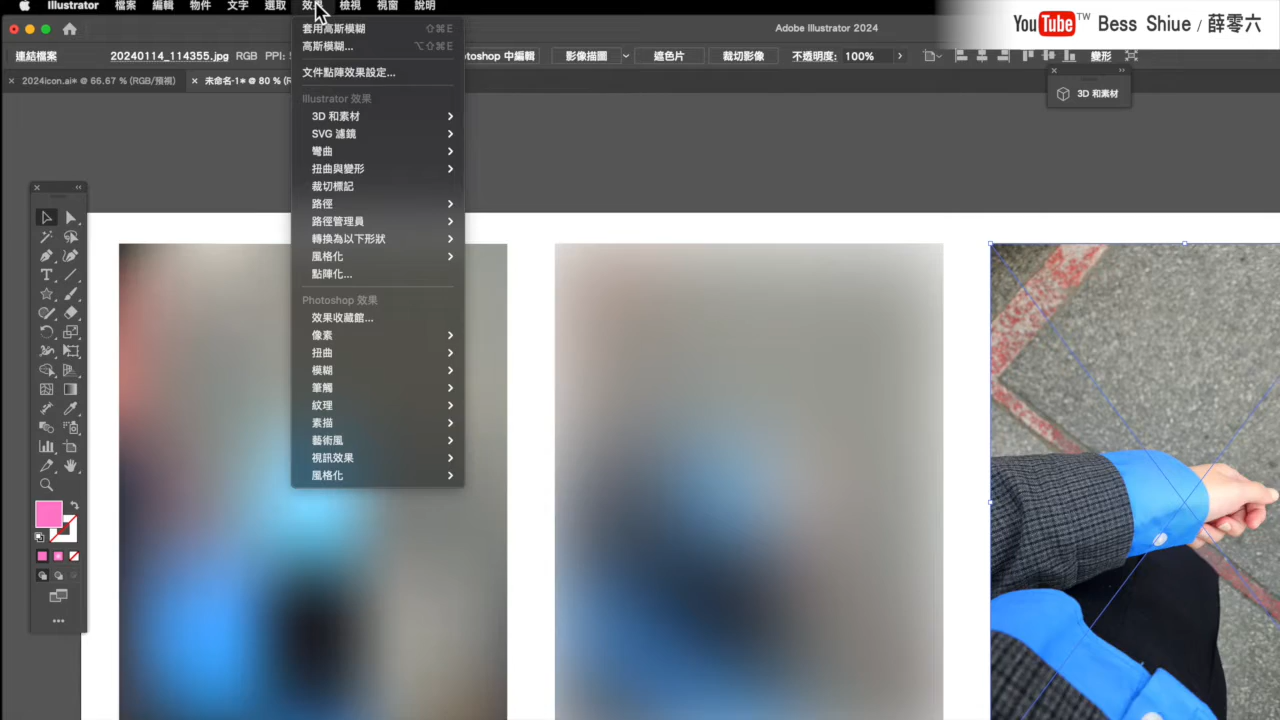 Illustrator 檔案 編輯 物件 文字 選取 效果 檢視 視窗 說明
Adobe Illustrator 2024
YouTube TW Bess Shiue / 薛零六
連結檔案 20240114_114355.jpg RGB PPI:
toshop 中編輯 影像描圖 遮色片 裁切影像 不透明度: 100% 變形
2024icon.ai* @ 66.67 % (RGB/預視) 未命名-1* @ 80 % (R
3D 和素材
套用高斯模糊 ⇧⌘E
高斯模糊... ⌥⇧⌘E
文件點陣效果設定...
Illustrator 效果
3D 和素材
SVG 濾鏡
彎曲
扭曲與變形
裁切標記
路徑
路徑管理員
轉換為以下形狀
風格化
點陣化...
Photoshop 效果
效果收藏館...
像素
扭曲
模糊
筆觸
紋理
素描
藝術風
視訊效果
風格化